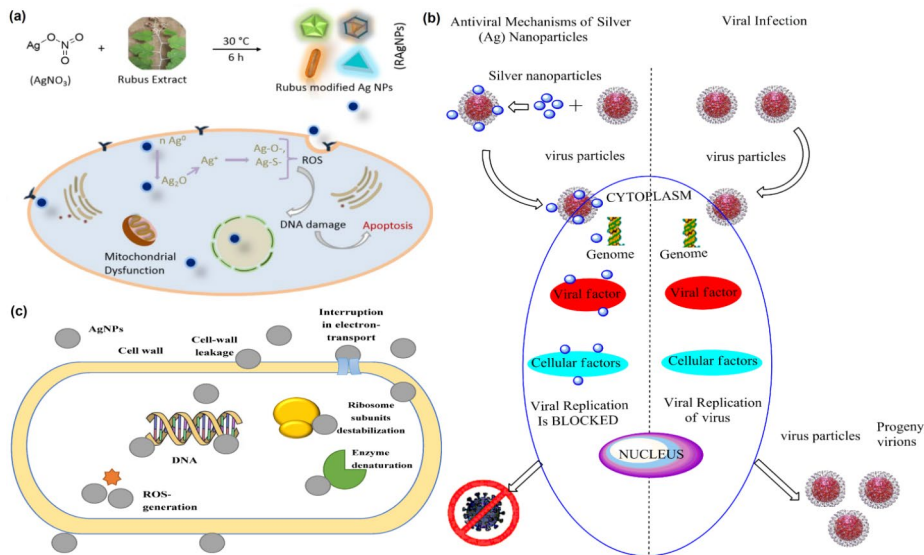 (a)
O
Ag
O
N
O
(AgNO₃)
+
Rubus Extract
30 °C
6 h
(RAgNPs)
Rubus modified Ag NPs
n Ag⁰
Ag₂O
Ag⁺
Ag-O-,
Ag-S-
ROS
DNA damage
Apoptosis
Mitochondrial
Dysfunction
(b)
Antiviral Mechanisms of Silver
(Ag) Nanoparticles
Viral Infection
Silver nanoparticles
+
virus particles
virus particles
CYTOPLASM
Genome
Genome
Viral factor
Viral factor
Cellular factors
Cellular factors
Viral Replication
Is BLOCKED
Viral Replication
of virus
NUCLEUS
virus particles
Progeny
virions
(c)
AgNPs
Cell wall
Cell-wall
leakage
Interruption
in electron-
transport
DNA
Ribosome
subunits
destabilization
Enzyme
denaturation
ROS-
generation